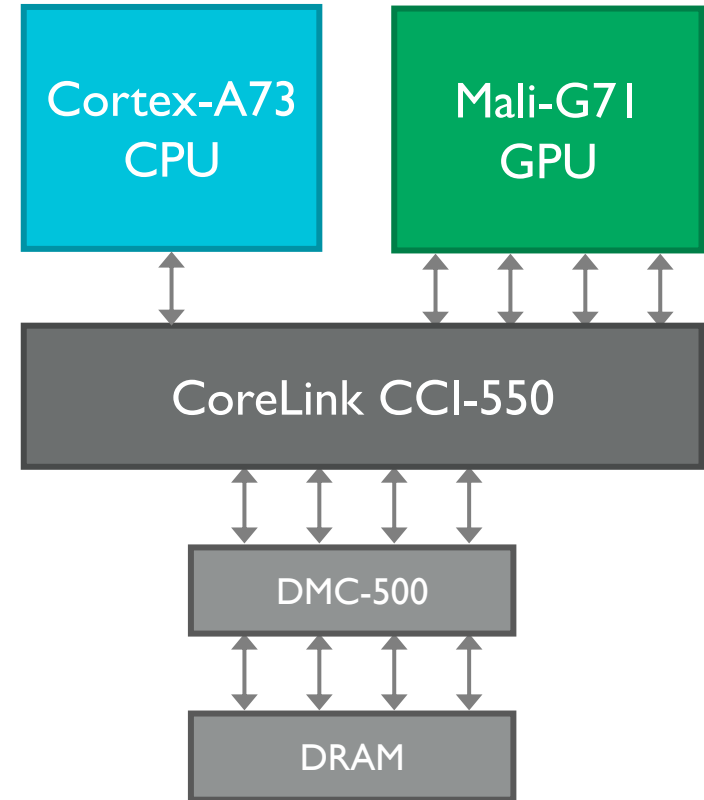 Cortex-A73
CPU
Mali-G71
GPU
CoreLink CCI-550
DMC-500
DRAM